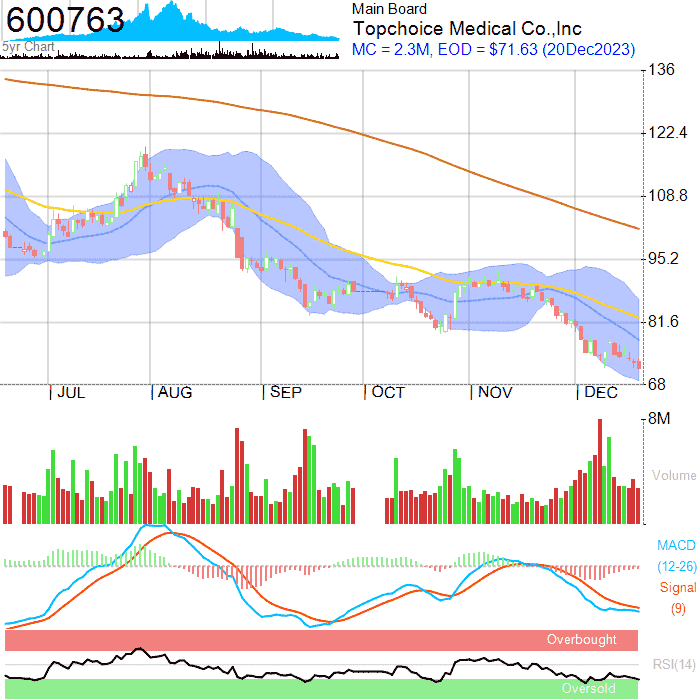 600763
5yr Chart
Main Board
Topchoice Medical Co.,Inc
MC = 2.3M, EOD = $71.63 (20Dec2023)
136
122.4
108.8
95.2
81.6
68
JUL AUG SEP OCT NOV DEC
8M
Volume
MACD
(12-26)
Signal
(9)
Overbought
RSI(14)
Oversold